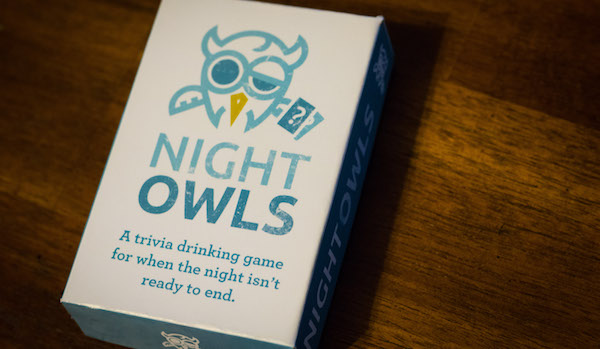 ?
NIGHT
OWLS
A trivia drinking game
for when the night isn't
ready to end.
NIGHTOWLS